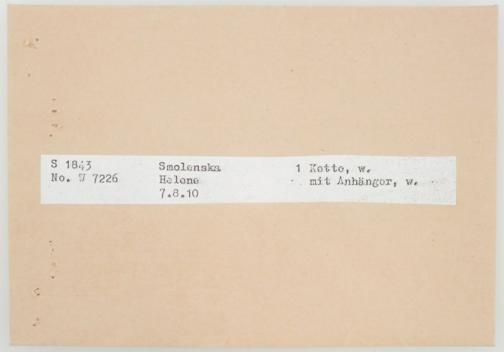 S 1843 Smolenska 1 Kette, w.
No. W 7226 Helene mit Anhänger, w.
7.8.10